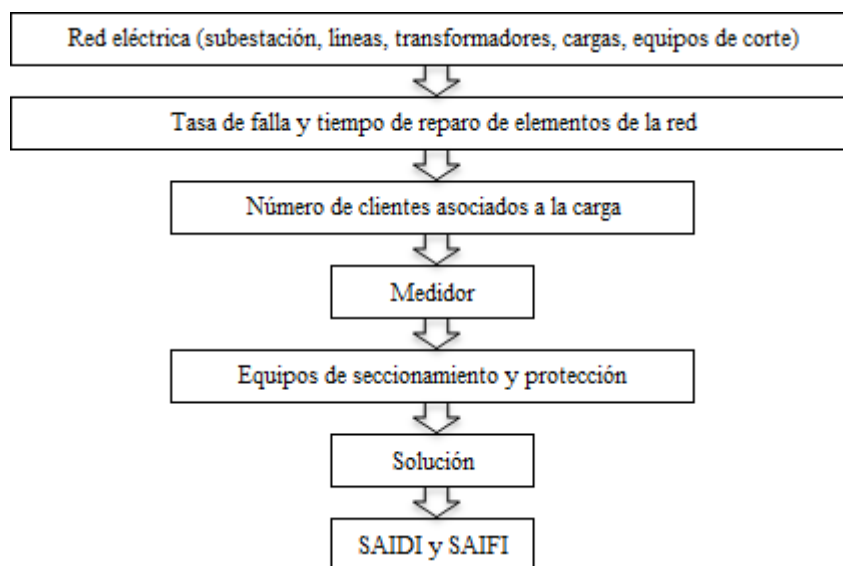 Red eléctrica (subestación, líneas, transformadores, cargas, equipos de corte)
Tasa de falla y tiempo de reparo de elementos de la red
Número de clientes asociados a la carga
Medidor
Equipos de seccionamiento y protección
Solución
SAIDI y SAIFI